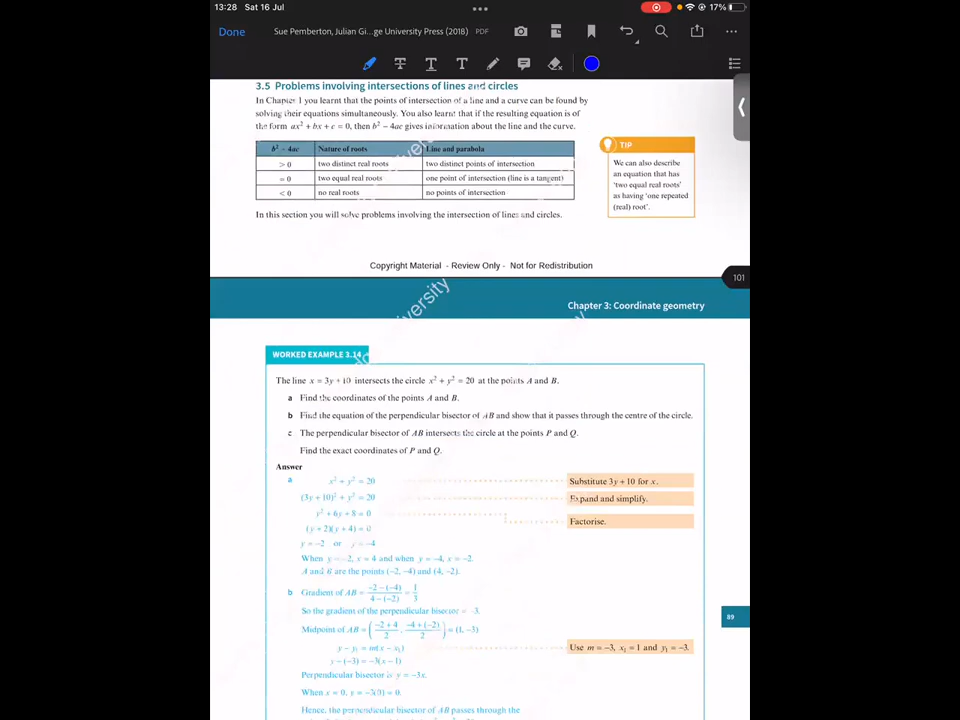 13:28 Sat 16 Jul
17%
Done
Sue Pemberton, Julian Gi...ge University Press (2018) PDF
3.5 Problems involving intersections of lines and circles
In Chapter 1 you learnt that the points of intersection of a line and a curve can be found by
solving their equations simultaneously. You also learnt that if the resulting equation is of
the form ax² + bx + c = 0, then b² − 4ac gives information about the line and the curve.
b² − 4ac Nature of roots Line and parabola
> 0 two distinct real roots two distinct points of intersection
= 0 two equal real roots one point of intersection (line is a tangent)
< 0 no real roots no points of intersection
TIP
We can also describe
an equation that has
'two equal real roots'
as having 'one repeated
(real) root'.
In this section you will solve problems involving the intersection of lines and circles.
Copyright Material - Review Only - Not for Redistribution
101
Chapter 3: Coordinate geometry
WORKED EXAMPLE 3.14
The line x = 3y + 10 intersects the circle x² + y² = 20 at the points A and B.
a Find the coordinates of the points A and B.
b Find the equation of the perpendicular bisector of AB and show that it passes through the centre of the circle.
c The perpendicular bisector of AB intersects the circle at the points P and Q.
Find the exact coordinates of P and Q.
Answer
a x² + y² = 20 Substitute 3y + 10 for x.
(3y + 10)² + y² = 20 Expand and simplify.
y² + 6y + 8 = 0
Factorise.
(y + 2)(y + 4) = 0
y = −2 or y = −4
When y = −2, x = 4 and when y = −4, x = −2.
A and B are the points (−2, −4) and (4, −2).
b Gradient of AB = (−2 − (−4))/(4 − (−2)) = 1/3
So the gradient of the perpendicular bisector = −3.
89
Midpoint of AB = ((−2 + 4)/2, (−4 + (−2))/2) = (1, −3)
y − y₁ = m(x − x₁) Use m = −3, x₁ = 1 and y₁ = −3.
y − (−3) = −3(x − 1)
Perpendicular bisector is y = −3x.
When x = 0, y = −3(0) = 0.
Hence, the perpendicular bisector of AB passes through the